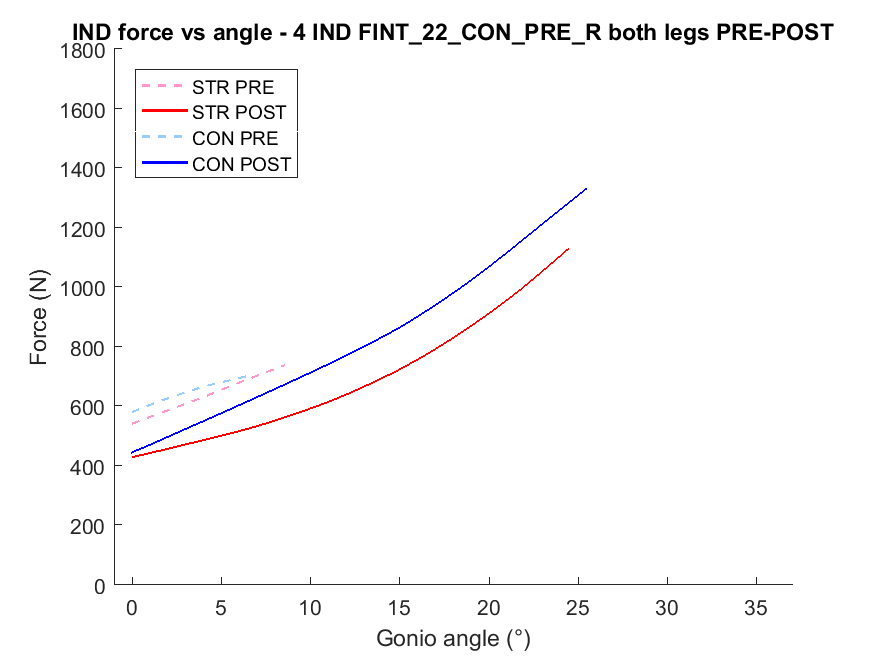 IND force vs angle - 4 IND FINT_22_CON_PRE_R both legs PRE-POST
1800
1600
1400
1200
1000
800
600
400
200
0
Force (N)
STR PRE
STR POST
CON PRE
CON POST
0 5 10 15 20 25 30 35
Gonio angle (°)